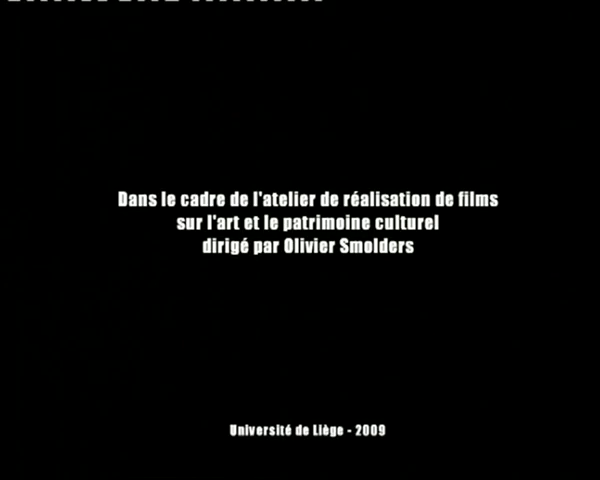 Dans le cadre de l'atelier de réalisation de films
sur l'art et le patrimoine culturel
dirigé par Olivier Smolders
Université de Liège - 2009